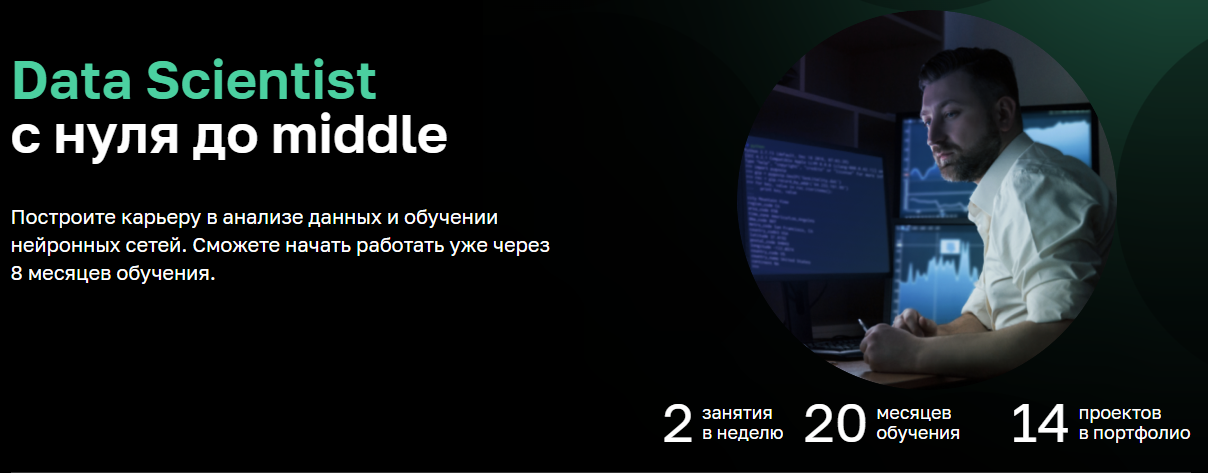 Data Scientist
с нуля до middle
Построите карьеру в анализе данных и обучении
нейронных сетей. Сможете начать работать уже через
8 месяцев обучения.
2 занятия
в неделю
20 месяцев
обучения
14 проектов
в портфолио